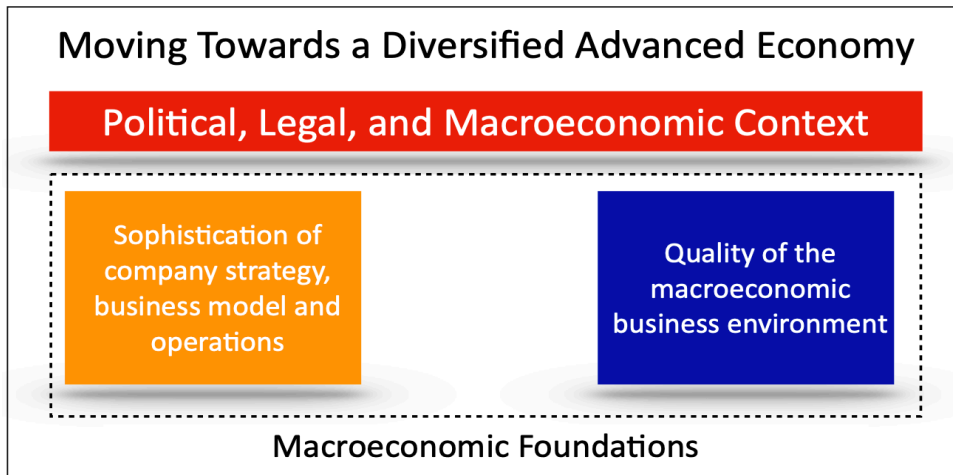 Moving Towards a Diversified Advanced Economy
Political, Legal, and Macroeconomic Context
Sophistication of
company strategy,
business model and
operations
Quality of the
macroeconomic
business environment
Macroeconomic Foundations